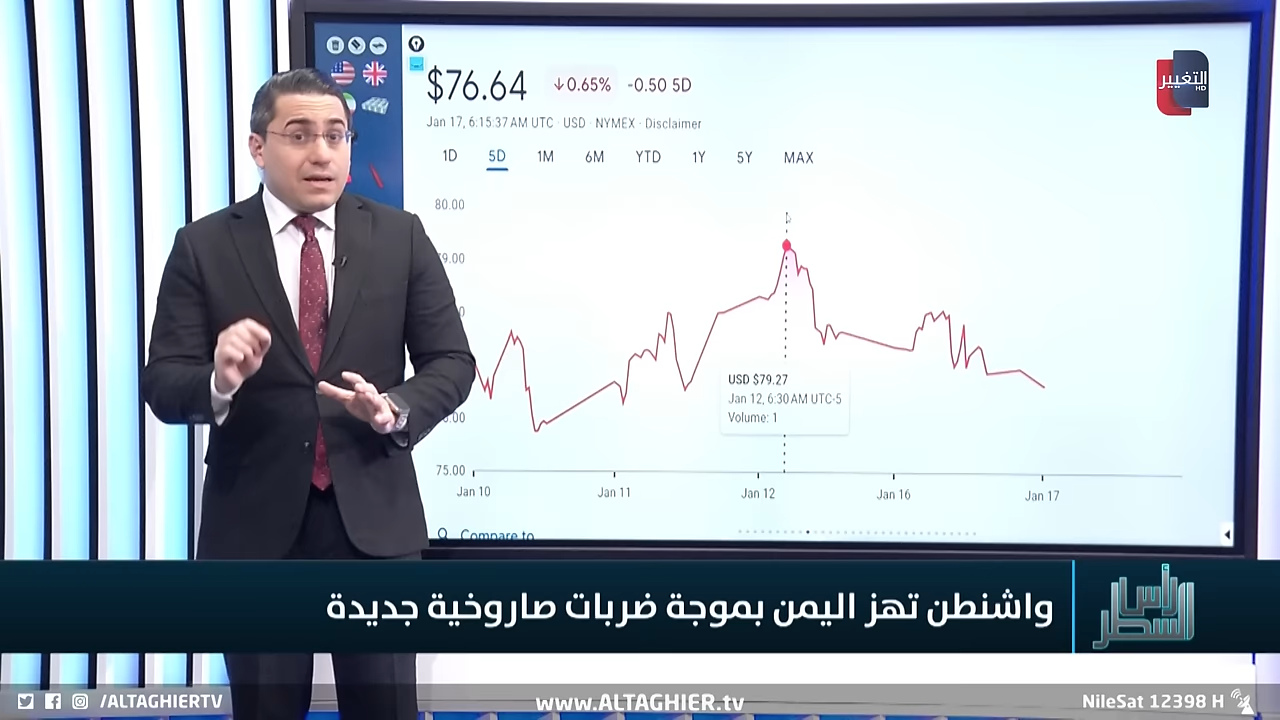 $76.64 ↓0.65% -0.50 5D
Jan 17, 6:15:37 AM UTC · USD · NYMEX · Disclaimer
1D 5D 1M 6M YTD 1Y 5Y MAX
التغيير
HD
80.00
79.00
USD $79.27
Jan 12, 6:30 AM UTC-5
Volume: 1
75.00
Jan 10 Jan 11 Jan 12 Jan 16 Jan 17
Compare to
واشنطن تهز اليمن بموجة ضربات صاروخية جديدة
رأس السطر
/ALTAGHIERTV
www.ALTAGHIER.tv
NileSat 12398 H